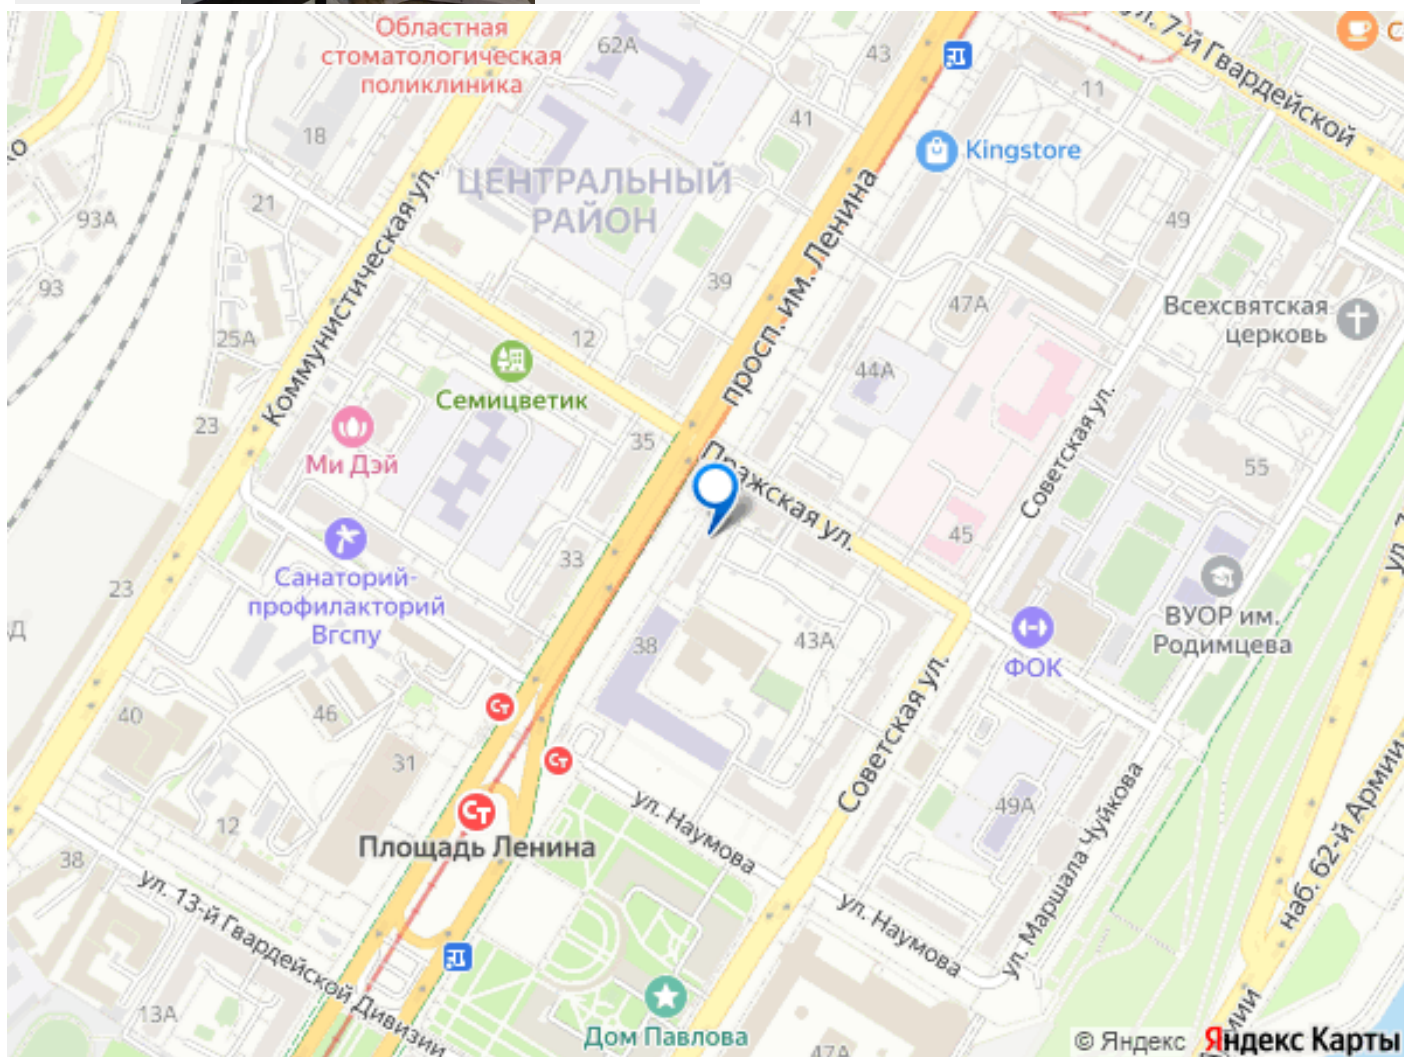 Областная
стоматологическая
поликлиника
62А
43
ул. 7-й Гвардейской
11
41
Kingstore
18
ЦЕНТРАЛЬНЫЙ
РАЙОН
21
93А
Коммунистическая ул.
просп. им. Ленина
49
39
93
25А
12
47А
Всехсвятская
церковь
44А
Семицветик
23
35
Ми Дэй
Пражская ул.
Советская ул.
55
45
33
Санаторий-
профилакторий
Вгспу
23
38
43А
ФОК
ВУОР им.
Родимцева
40
46
31
Советская ул.
49А
12
Площадь Ленина
ул. Наумова
38
ул. 13-й Гвардейской Дивизии
ул. Наумова
ул. Маршала Чуйкова
наб. 62-й Армии
13А
Дом Павлова
47А
© Яндекс
Яндекс Карты